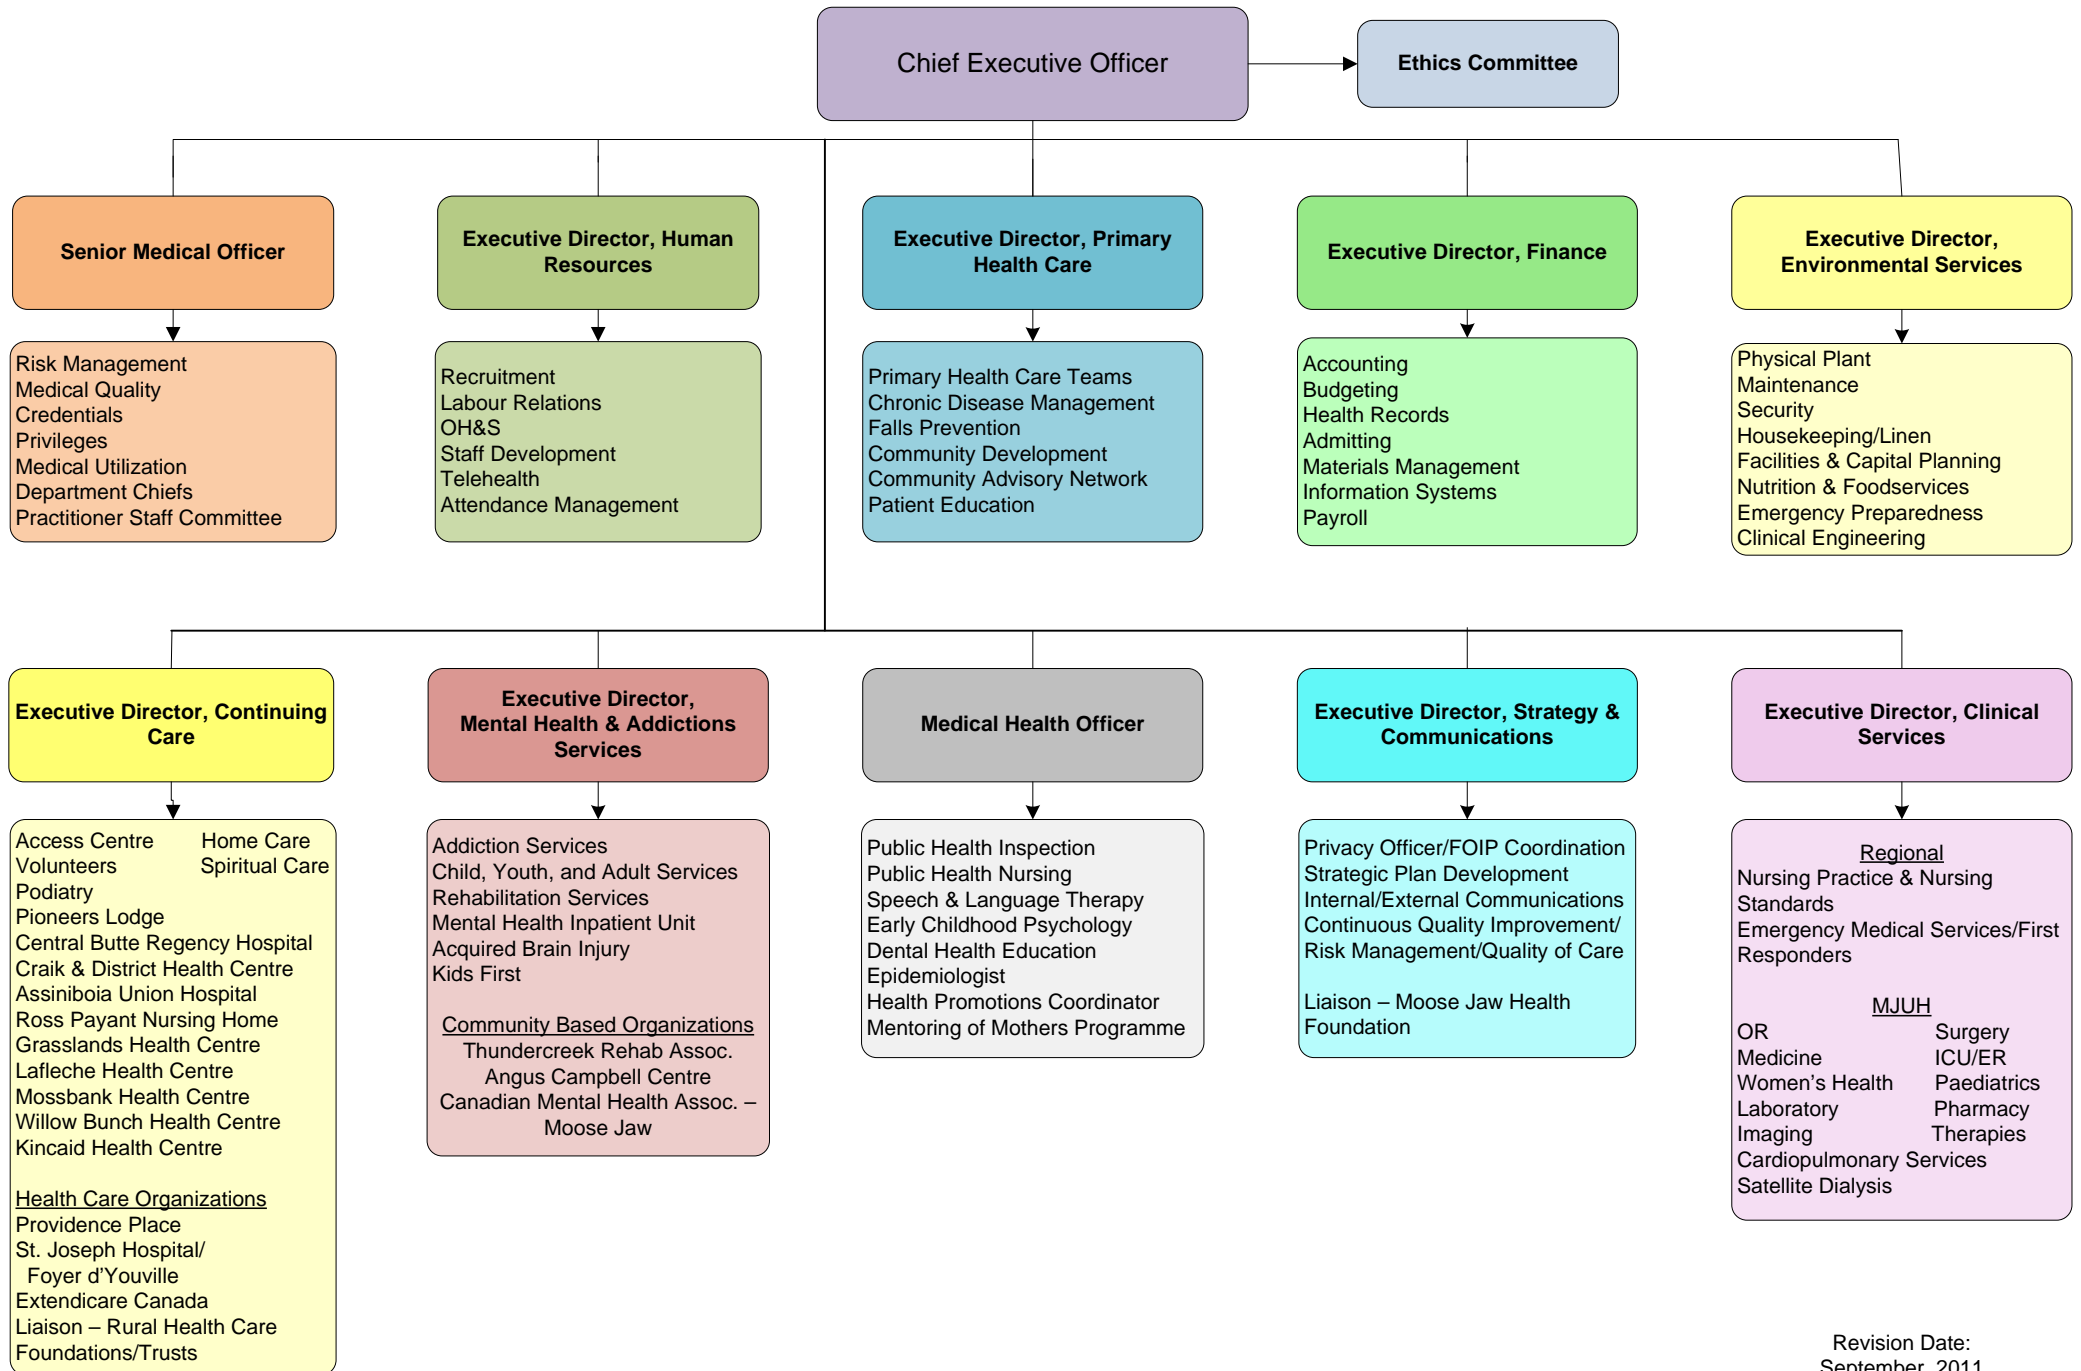 Chief Executive Officer
Ethics Committee
Senior Medical Officer
Executive Director, Human
Resources
Executive Director, Primary
Health Care
Executive Director, Finance
Executive Director,
Environmental Services
Risk Management
Medical Quality
Credentials
Privileges
Medical Utilization
Department Chiefs
Practitioner Staff Committee
Recruitment
Labour Relations
OH&S
Staff Development
Telehealth
Attendance Management
Primary Health Care Teams
Chronic Disease Management
Falls Prevention
Community Development
Community Advisory Network
Patient Education
Accounting
Budgeting
Health Records
Admitting
Materials Management
Information Systems
Payroll
Physical Plant
Maintenance
Security
Housekeeping/Linen
Facilities & Capital Planning
Nutrition & Foodservices
Emergency Preparedness
Clinical Engineering
Executive Director, Continuing
Care
Executive Director,
Mental Health & Addictions
Services
Medical Health Officer
Executive Director, Strategy &
Communications
Executive Director, Clinical
Services
Access Centre Home Care
Volunteers Spiritual Care
Podiatry
Pioneers Lodge
Central Butte Regency Hospital
Craik & District Health Centre
Assiniboia Union Hospital
Ross Payant Nursing Home
Grasslands Health Centre
Lafleche Health Centre
Mossbank Health Centre
Willow Bunch Health Centre
Kincaid Health Centre
Health Care Organizations
Providence Place
St. Joseph Hospital/
Foyer d'Youville
Extendicare Canada
Liaison – Rural Health Care
Foundations/Trusts
Addiction Services
Child, Youth, and Adult Services
Rehabilitation Services
Mental Health Inpatient Unit
Acquired Brain Injury
Kids First
Community Based Organizations
Thundercreek Rehab Assoc.
Angus Campbell Centre
Canadian Mental Health Assoc. –
Moose Jaw
Public Health Inspection
Public Health Nursing
Speech & Language Therapy
Early Childhood Psychology
Dental Health Education
Epidemiologist
Health Promotions Coordinator
Mentoring of Mothers Programme
Privacy Officer/FOIP Coordination
Strategic Plan Development
Internal/External Communications
Continuous Quality Improvement/
Risk Management/Quality of Care
Liaison – Moose Jaw Health
Foundation
Regional
Nursing Practice & Nursing
Standards
Emergency Medical Services/First
Responders
MJUH
OR Surgery
Medicine ICU/ER
Women's Health Paediatrics
Laboratory Pharmacy
Imaging Therapies
Cardiopulmonary Services
Satellite Dialysis
Revision Date:
September, 2011